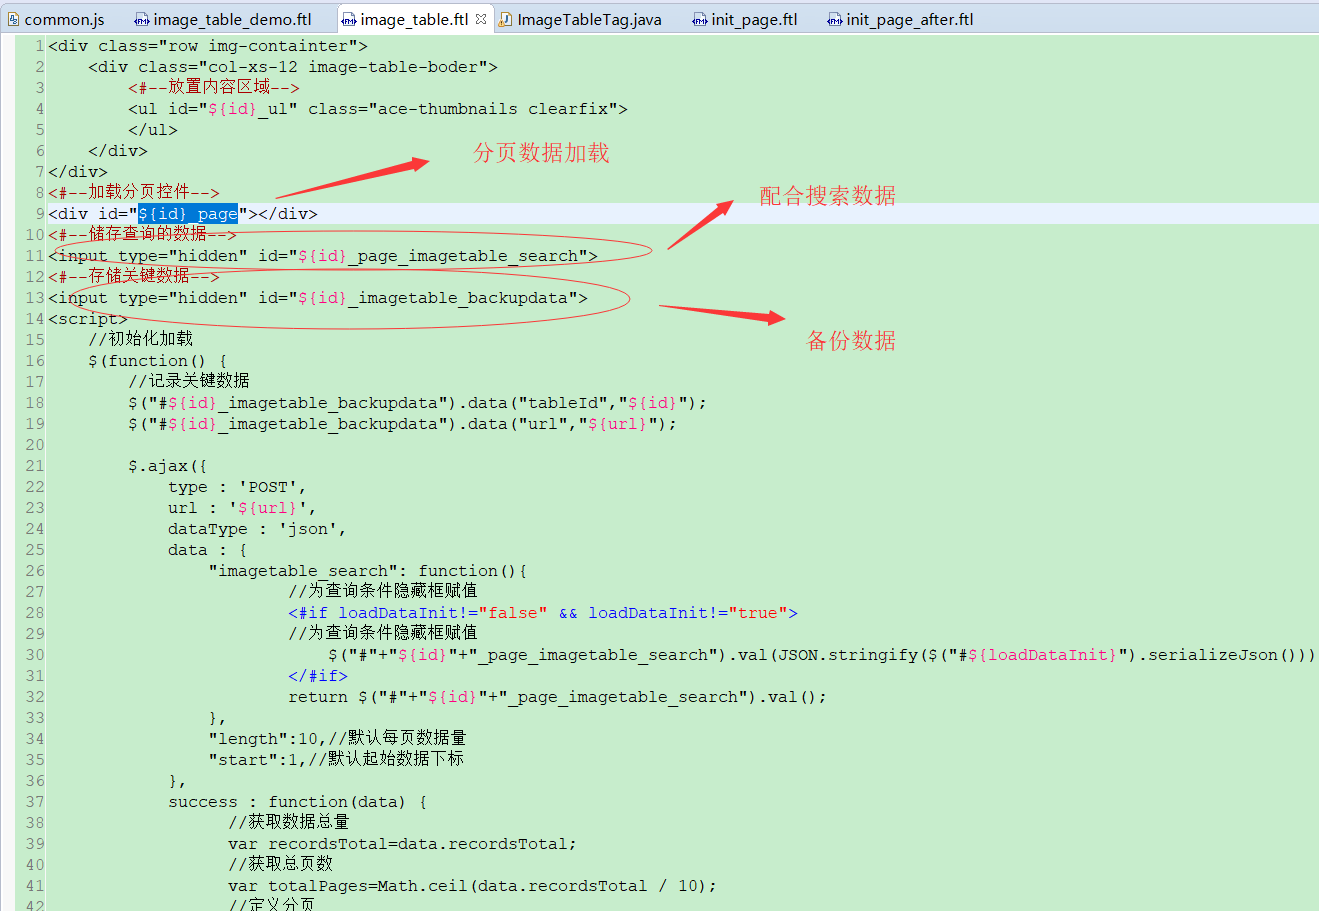 common.js image_table_demo.ftl image_table.ftl ImageTableTag.java init_page.ftl init_page_after.ftl
1 <div class="row img-containter">
2 <div class="col-xs-12 image-table-boder">
3 <#--放置内容区域-->
4 <ul id="${id}_ul" class="ace-thumbnails clearfix">
5 </ul>
6 </div>
分页数据加载
7 </div>
8 <#--加载分页控件-->
配合搜索数据
9 <div id="${id}_page"></div>
10 <#--储存查询的数据-->
11 <input type="hidden" id="${id}_page_imagetable_search">
12 <#--存储关键数据-->
13 <input type="hidden" id="${id}_imagetable_backupdata">
14 <script>
备份数据
15 //初始化加载
16 $(function() {
17 //记录关键数据
18 $("#${id}_imagetable_backupdata").data("tableId","${id}");
19 $("#${id}_imagetable_backupdata").data("url","${url}");
20
21 $.ajax({
22 type : 'POST',
23 url : '${url}',
24 dataType : 'json',
25 data : {
26 "imagetable_search": function(){
27 //为查询条件隐藏框赋值
28 <#if loadDataInit!="false" && loadDataInit!="true">
29 //为查询条件隐藏框赋值
30 $("#"+"${id}"+"_page_imagetable_search").val(JSON.stringify($("#${loadDataInit}").serializeJson()))
31 </#if>
32 return $("#"+"${id}"+"_page_imagetable_search").val();
33 },
34 "length":10,//默认每页数据量
35 "start":1,//默认起始数据下标
36 },
37 success : function(data) {
38 //获取数据总量
39 var recordsTotal=data.recordsTotal;
40 //获取总页数
41 var totalPages=Math.ceil(data.recordsTotal / 10);
42 //定义分页